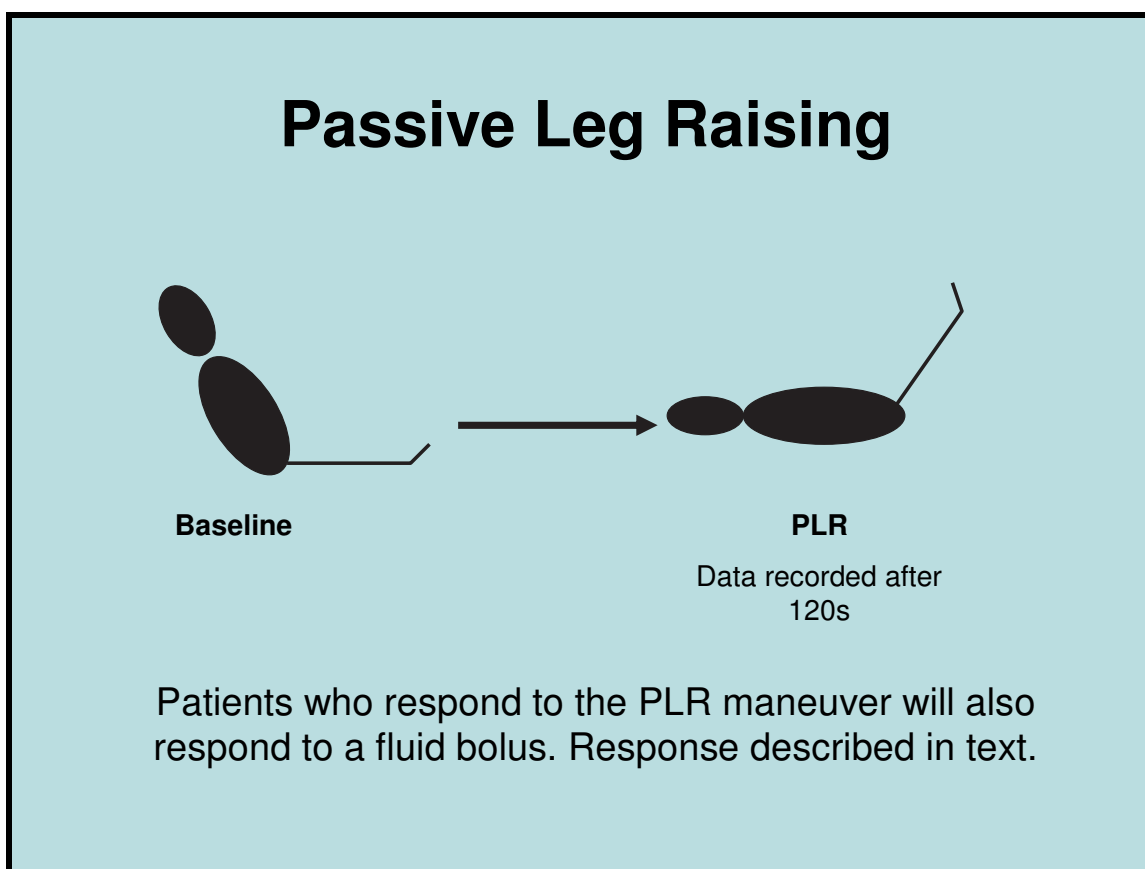 Passive Leg Raising
Baseline
PLR
Data recorded after
120s
Patients who respond to the PLR maneuver will also
respond to a fluid bolus. Response described in text.